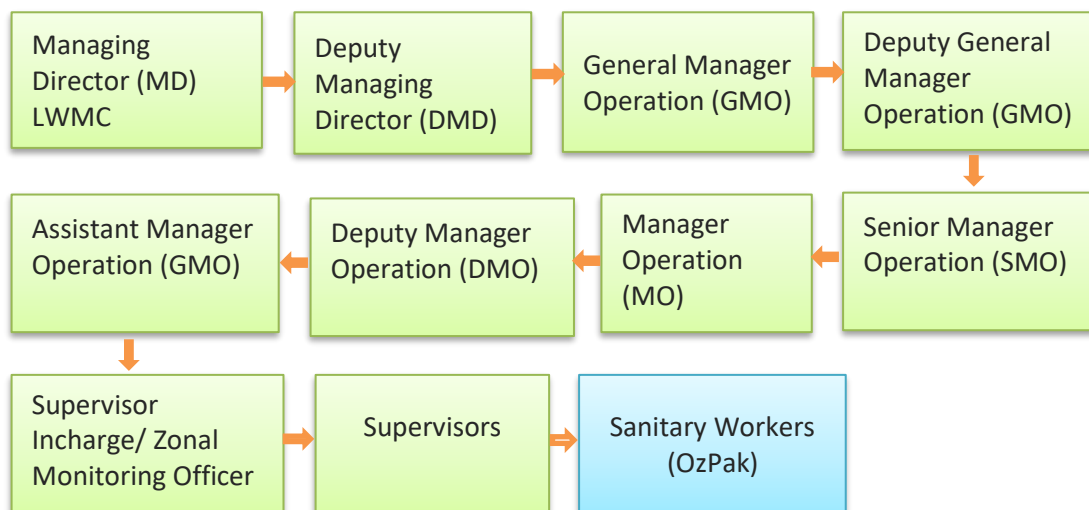 Managing
Director (MD)
LWMC
Deputy
Managing
Director (DMD)
General Manager
Operation (GMO)
Deputy General
Manager
Operation (GMO)
Senior Manager
Operation (SMO)
Manager
Operation
(MO)
Deputy Manager
Operation (DMO)
Assistant Manager
Operation (GMO)
Supervisor
Incharge/ Zonal
Monitoring Officer
Supervisors
Sanitary Workers
(OzPak)